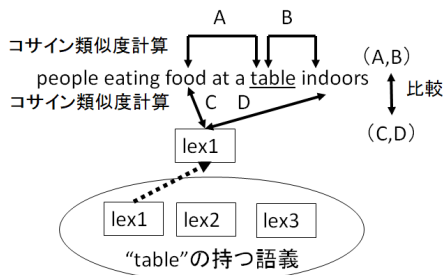 A B
コサイン類似度計算
(A,B)
people eating food at a table indoors
比較
コサイン類似度計算
C D
(C,D)
lex1
lex1 lex2 lex3
“table”の持つ語義